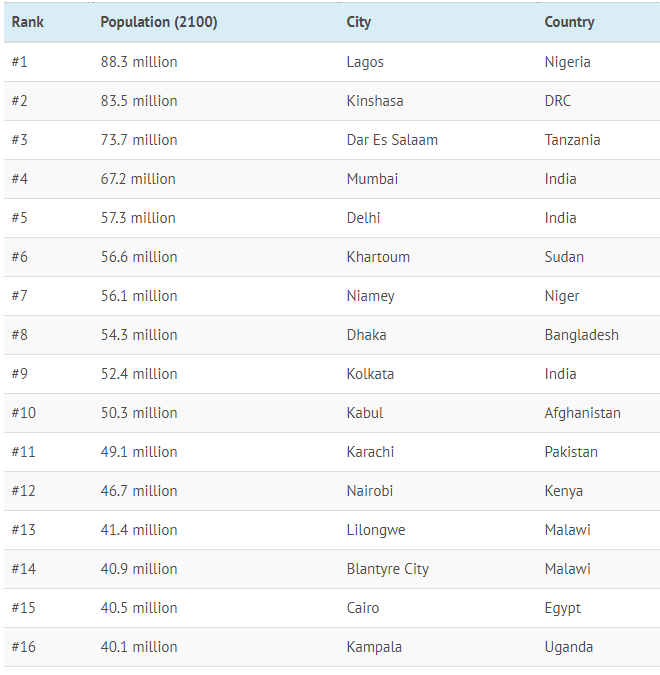 Rank Population (2100) City Country
#1 88.3 million Lagos Nigeria
#2 83.5 million Kinshasa DRC
#3 73.7 million Dar Es Salaam Tanzania
#4 67.2 million Mumbai India
#5 57.3 million Delhi India
#6 56.6 million Khartoum Sudan
#7 56.1 million Niamey Niger
#8 54.3 million Dhaka Bangladesh
#9 52.4 million Kolkata India
#10 50.3 million Kabul Afghanistan
#11 49.1 million Karachi Pakistan
#12 46.7 million Nairobi Kenya
#13 41.4 million Lilongwe Malawi
#14 40.9 million Blantyre City Malawi
#15 40.5 million Cairo Egypt
#16 40.1 million Kampala Uganda